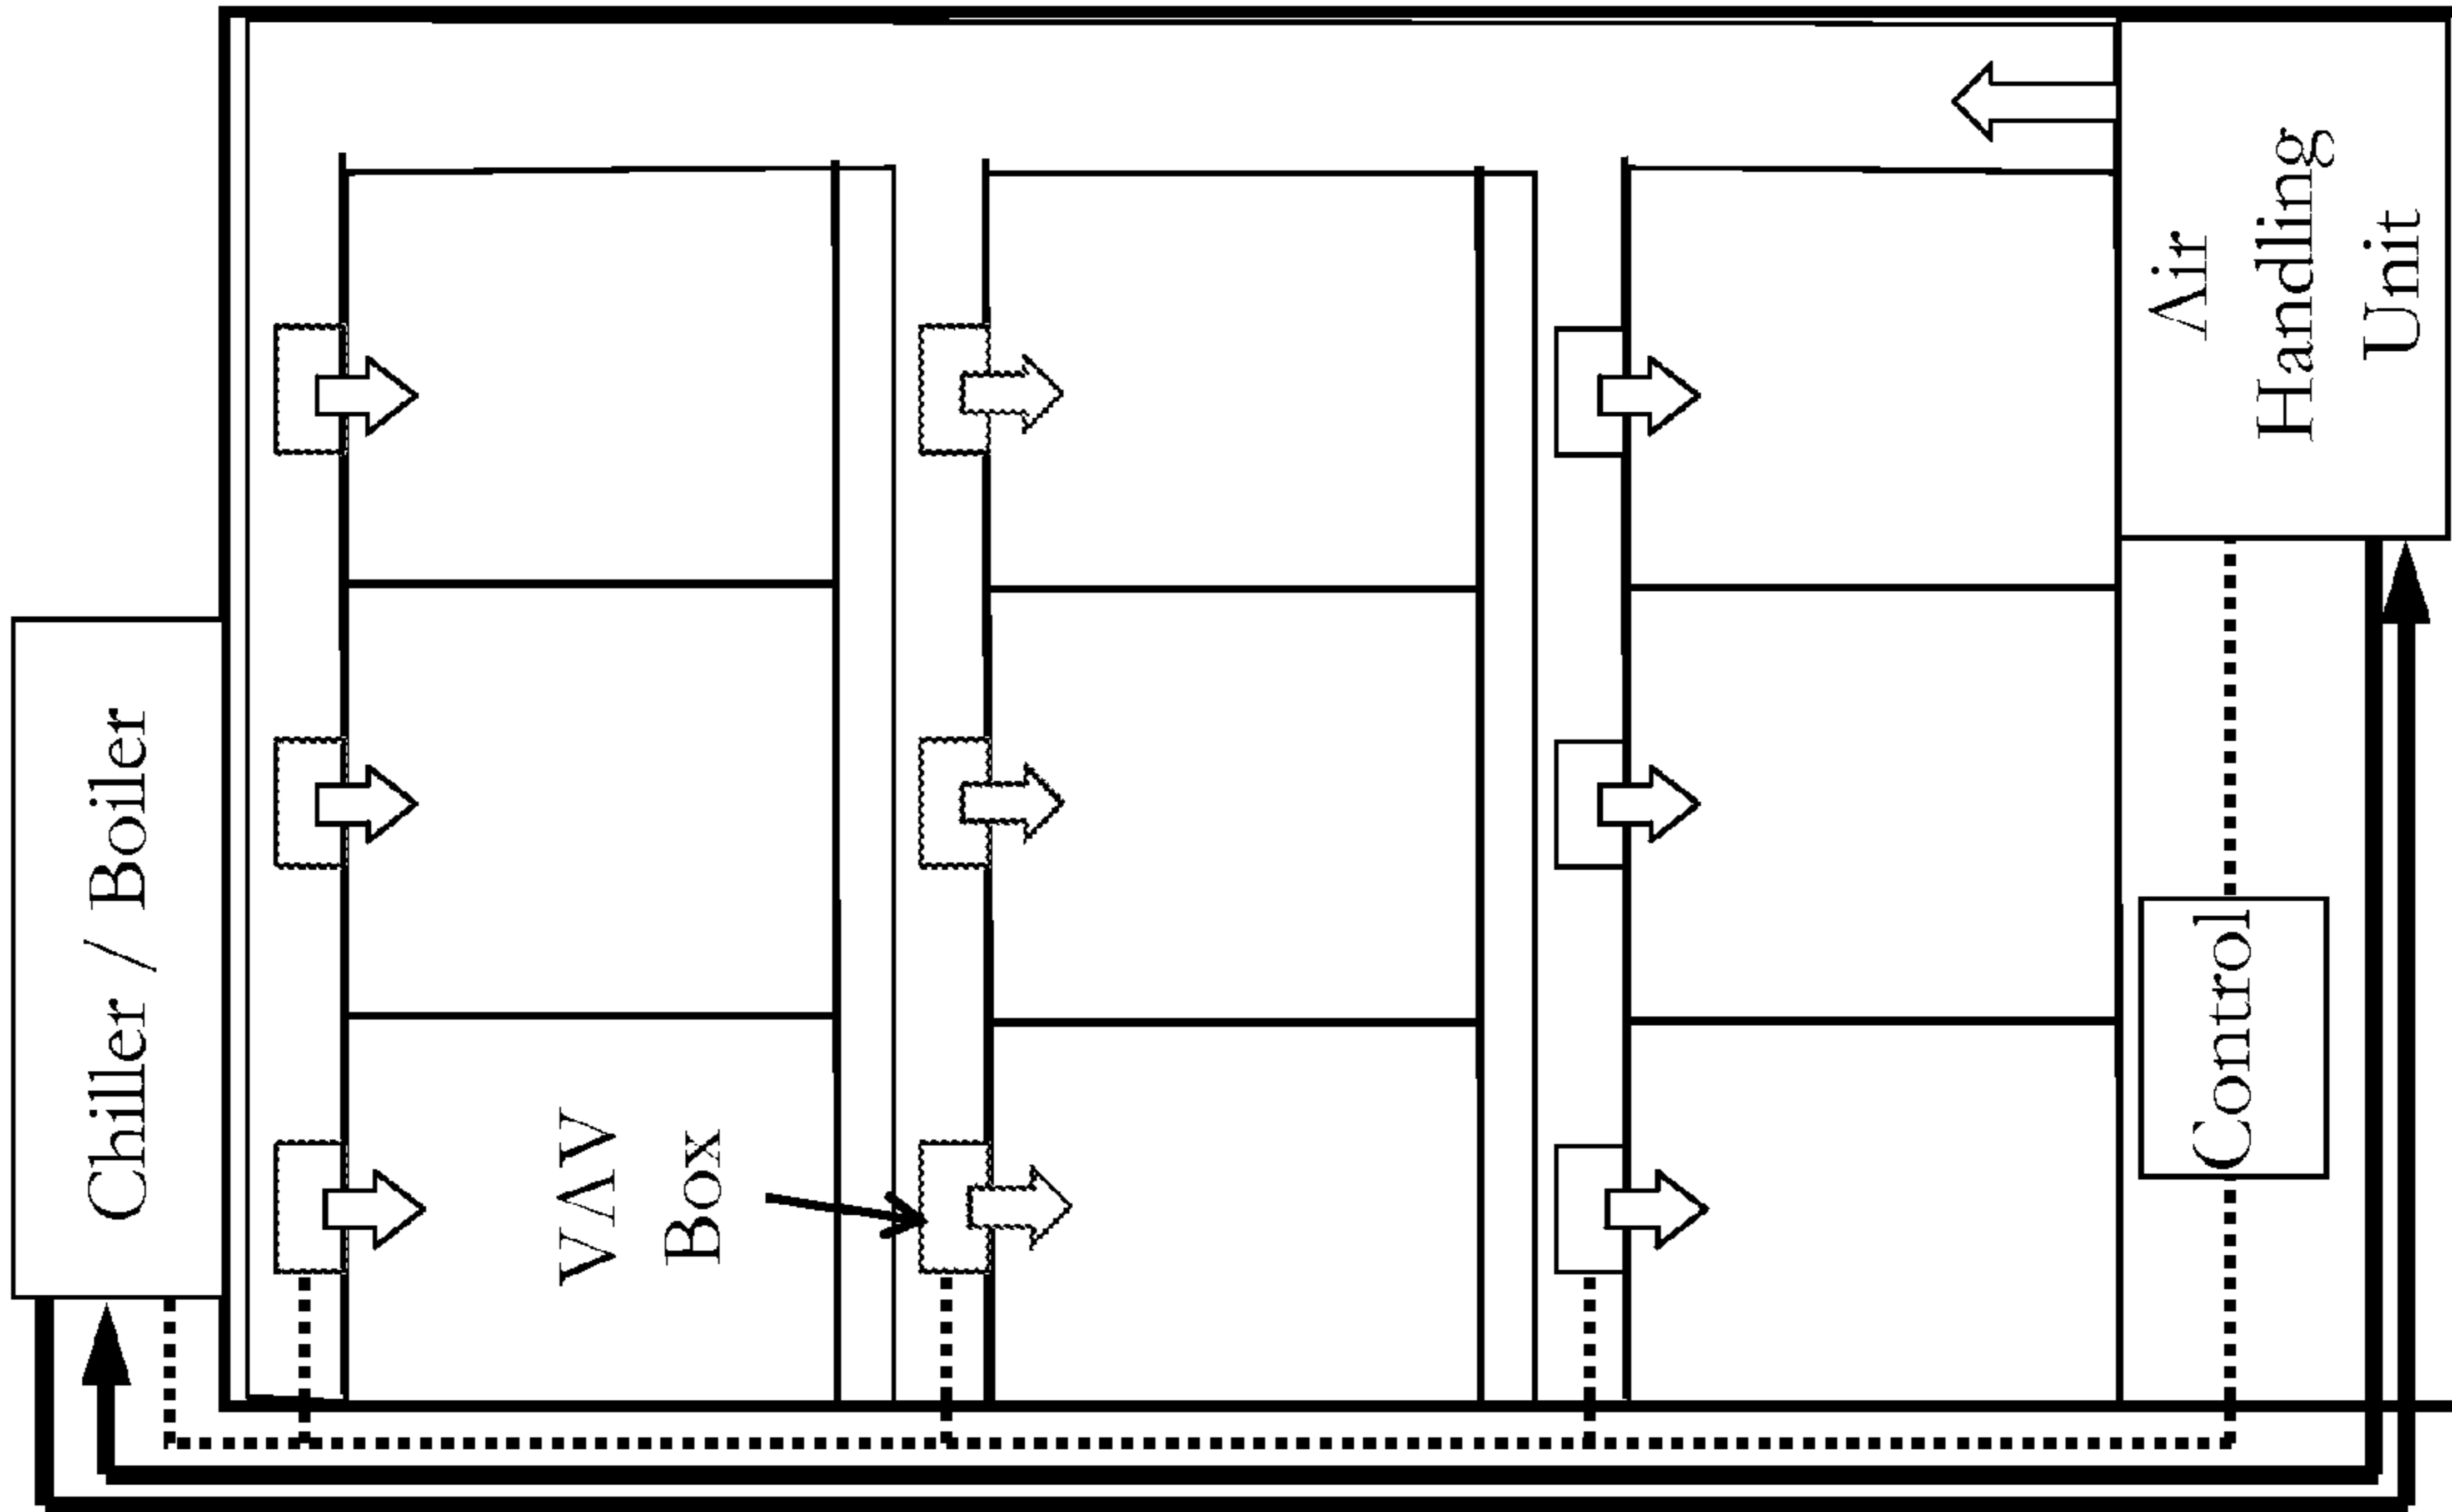 Chiller / Boiler
VAV
Box
Air
Handling
Unit
Control